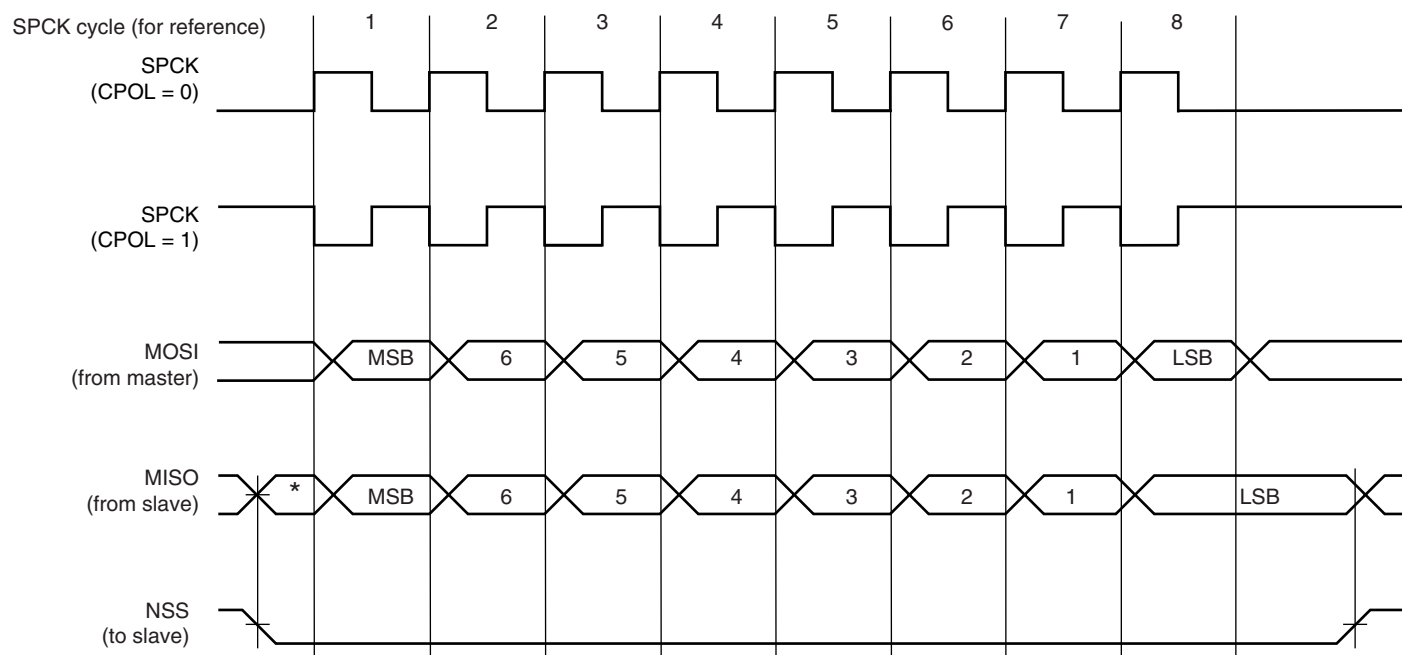 SPCK cycle (for reference) 1 2 3 4 5 6 7 8
SPCK
(CPOL = 0)
SPCK
(CPOL = 1)
MOSI
(from master)
MSB 6 5 4 3 2 1 LSB
MISO
(from slave)
* MSB 6 5 4 3 2 1 LSB
NSS
(to slave)